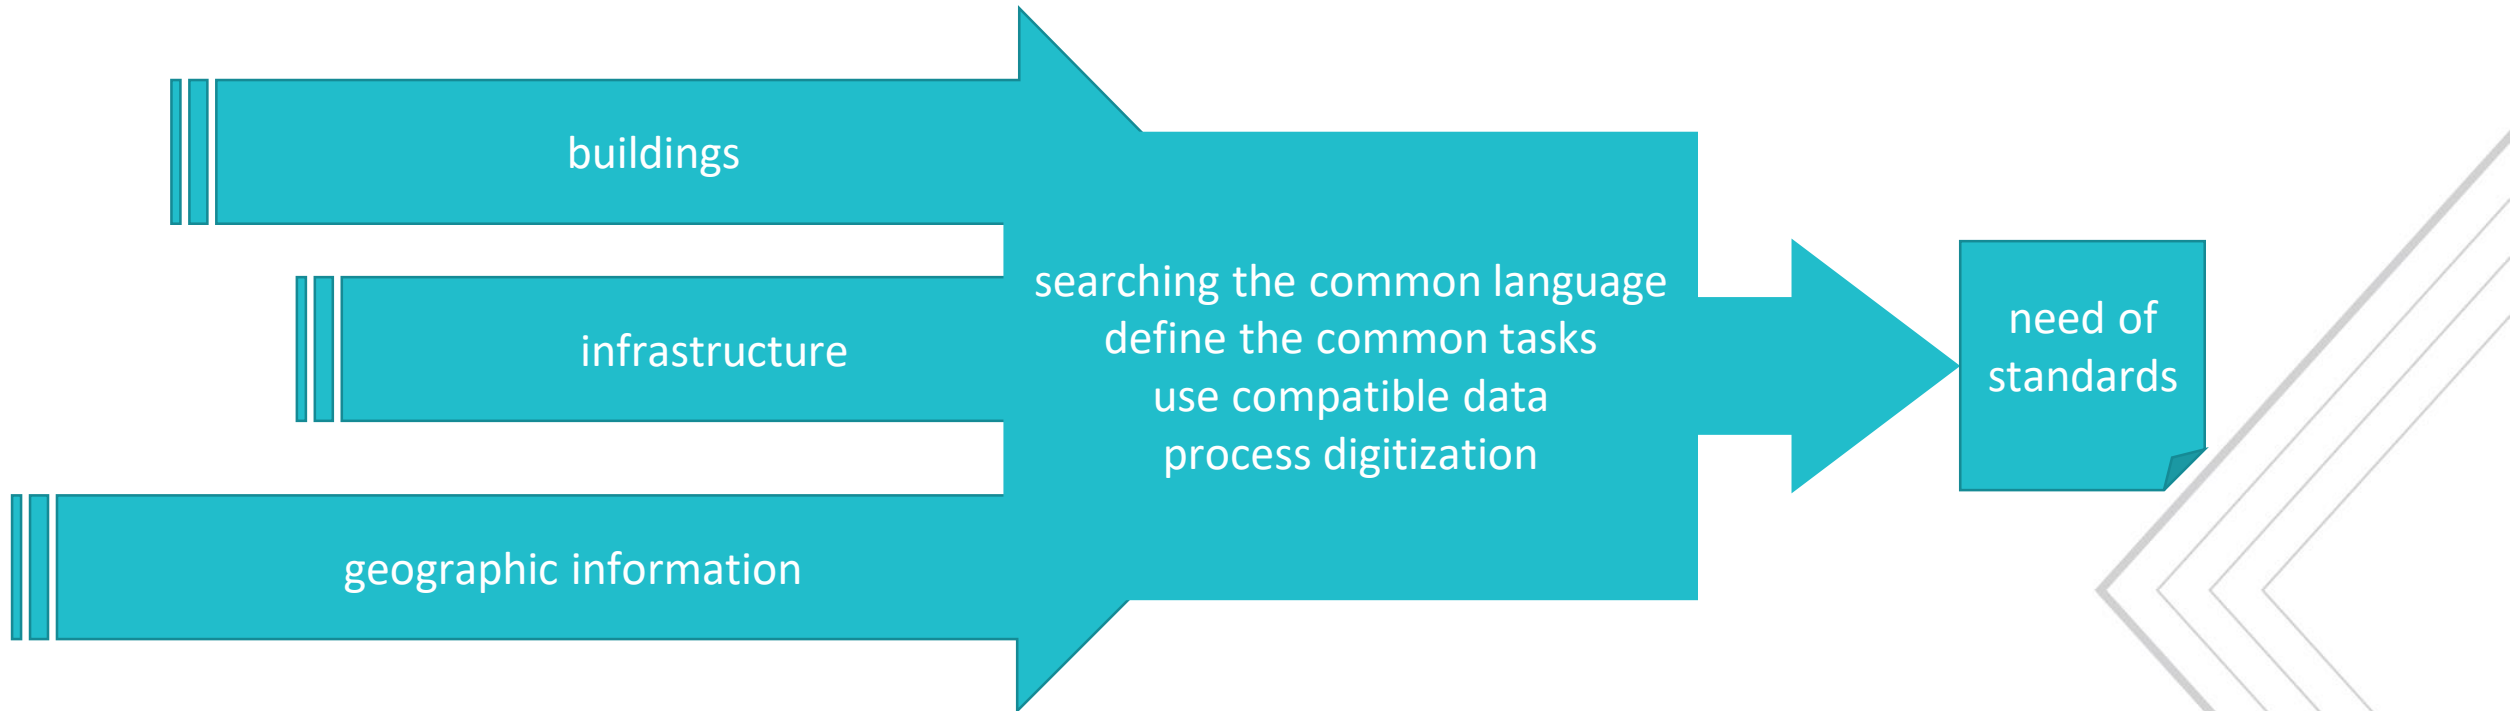 buildings
infrastructure
geographic information
searching the common language
define the common tasks
use compatible data
process digitization
need of
standards